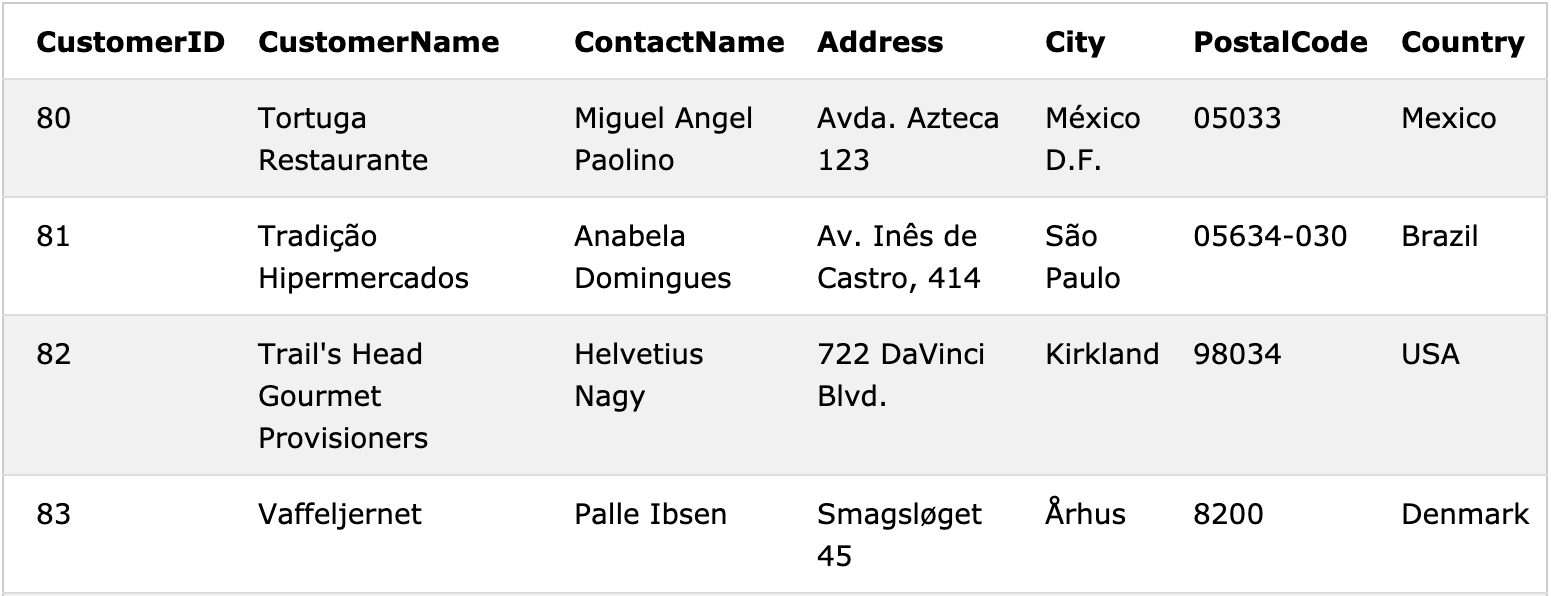 CustomerID CustomerName ContactName Address City PostalCode Country
80 Tortuga Miguel Angel Avda. Azteca México 05033 Mexico
Restaurante Paolino 123 D.F.
81 Tradição Anabela Av. Inês de São 05634-030 Brazil
Hipermercados Domingues Castro, 414 Paulo
82 Trail's Head Helvetius 722 DaVinci Kirkland 98034 USA
Gourmet Nagy Blvd.
Provisioners
83 Vaffeljernet Palle Ibsen Smagsløget Århus 8200 Denmark
45